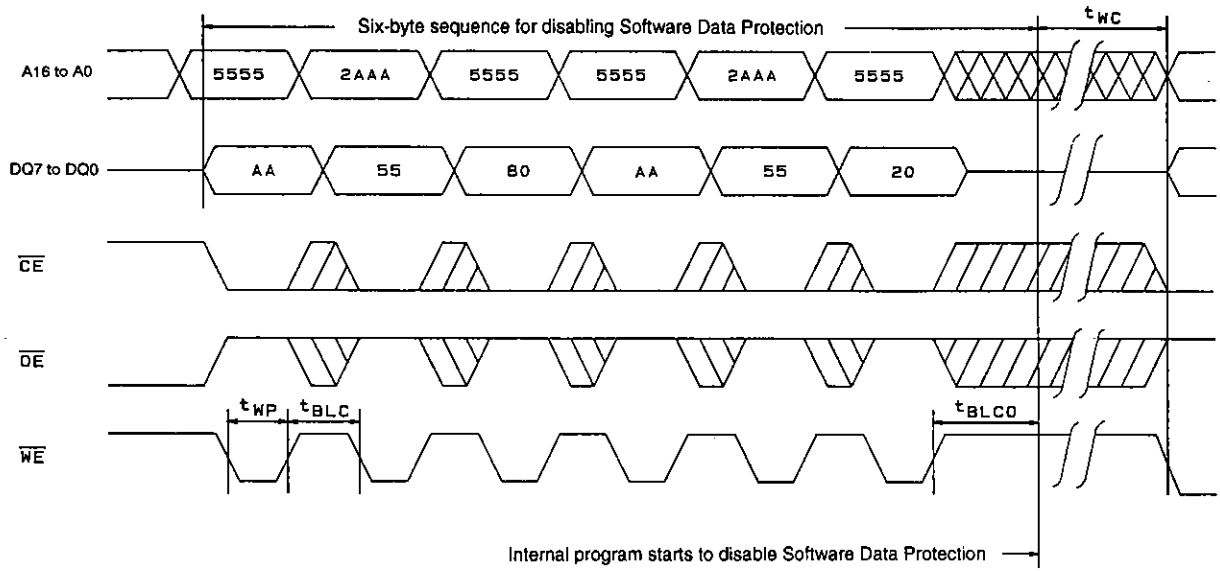 Six-byte sequence for disabling Software Data Protection
tWC
A16 to A0
5555 2AAA 5555 5555 2AAA 5555
DQ7 to DQ0
AA 55 80 AA 55 20
CE
OE
tWP tBLC tBLCO
WE
Internal program starts to disable Software Data Protection